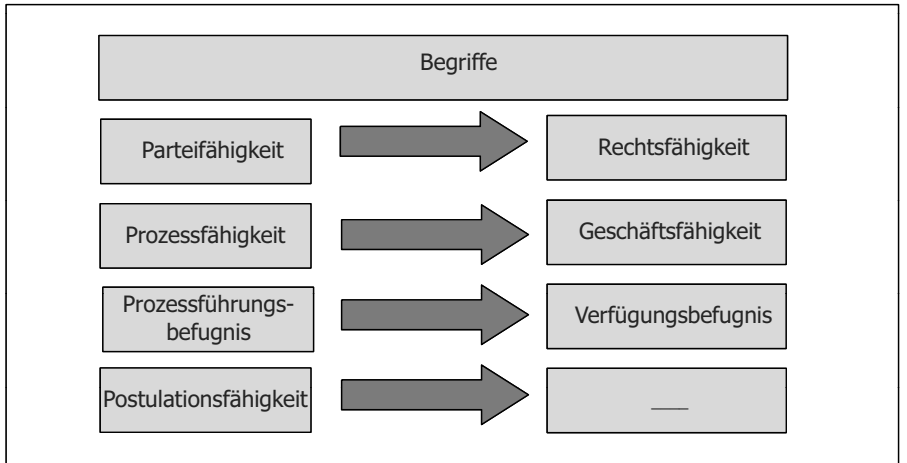 Begriffe
Parteifähigkeit
Rechtsfähigkeit
Prozessfähigkeit
Geschäftsfähigkeit
Prozessführungs-
befugnis
Verfügungsbefugnis
Postulationsfähigkeit
___